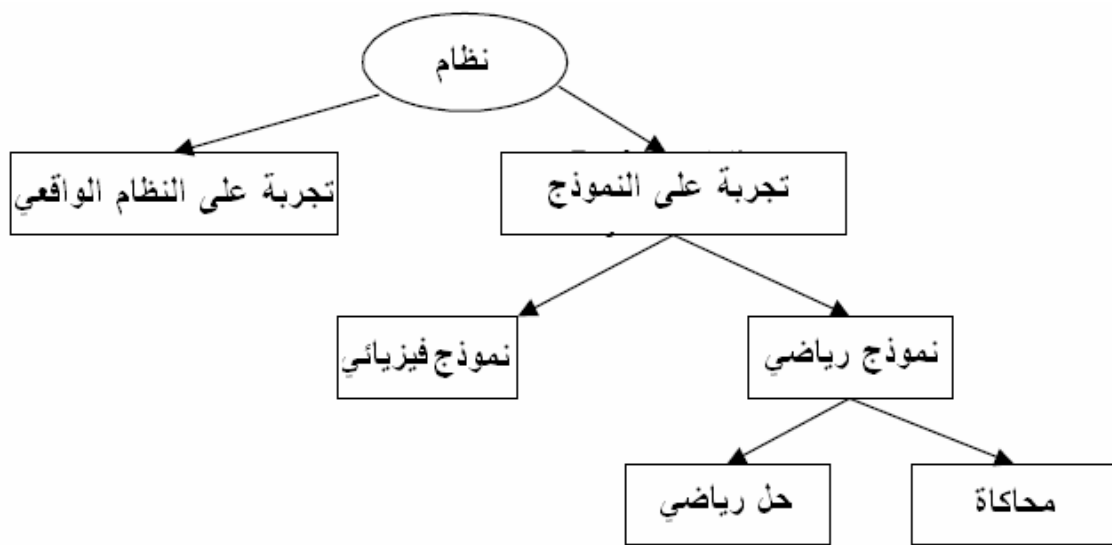 نظام
تجربة على النموذج
تجربة على النظام الواقعي
نموذج رياضي
نموذج فيزيائي
محاكاة
حل رياضي